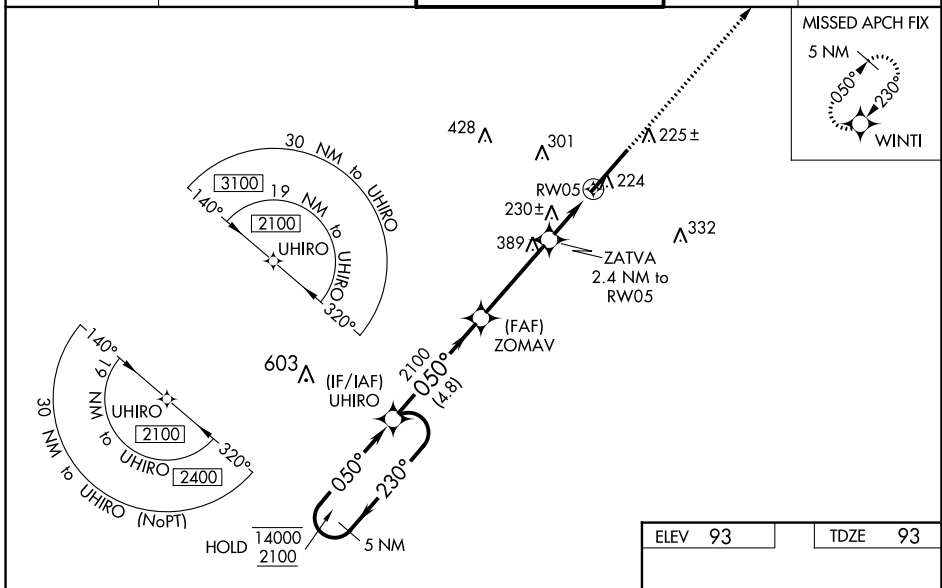 MISSED APCH FIX
5 NM
050°
230°
WINTI
428
301
225±
RW05
224
230±
389
332
ZATVA
2.4 NM to
RW05
30 NM to UHIRO
3100
19 NM to UHIRO
140°
2100
UHIRO
320°
(FAF)
ZOMAV
603
(IF/IAF)
UHIRO
2100
050°
(4.8)
140°
19 NM to UHIRO
UHIRO
2100
320°
2400
30 NM to UHIRO (NoPT)
050°
230°
HOLD
14000
2100
5 NM
ELEV 93
TDZE 93